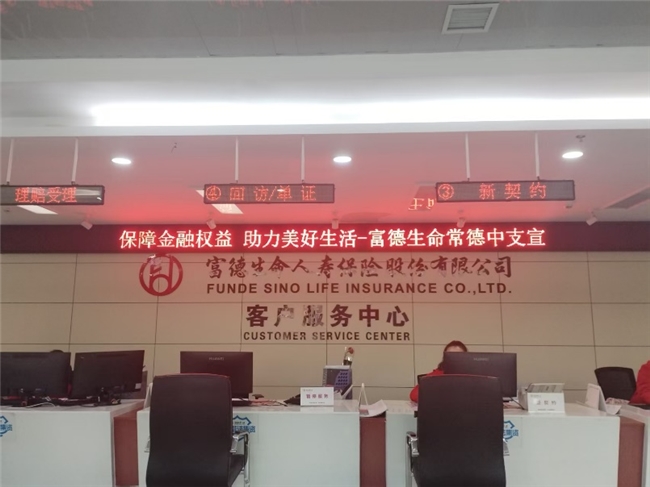 理赔受理
④ 回访/单证
③ 新契约
保障金融权益 助力美好生活-富德生命常德中支宣
富德生命人寿保险股份有限公司
FUNDE SINO LIFE INSURANCE CO.,LTD.
客户服务中心
CUSTOMER SERVICE CENTER